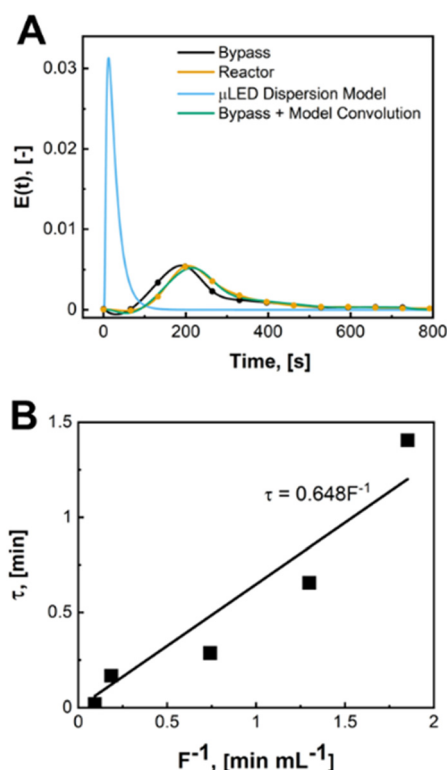 A
Bypass
Reactor
μLED Dispersion Model
Bypass + Model Convolution
E(t), [-]
0.03
0.02
0.01
0
0 200 400 600 800
Time, [s]
B
τ = 0.648F⁻¹
τ, [min]
1.5
1
0.5
0
0 0.5 1 1.5 2
F⁻¹, [min mL⁻¹]